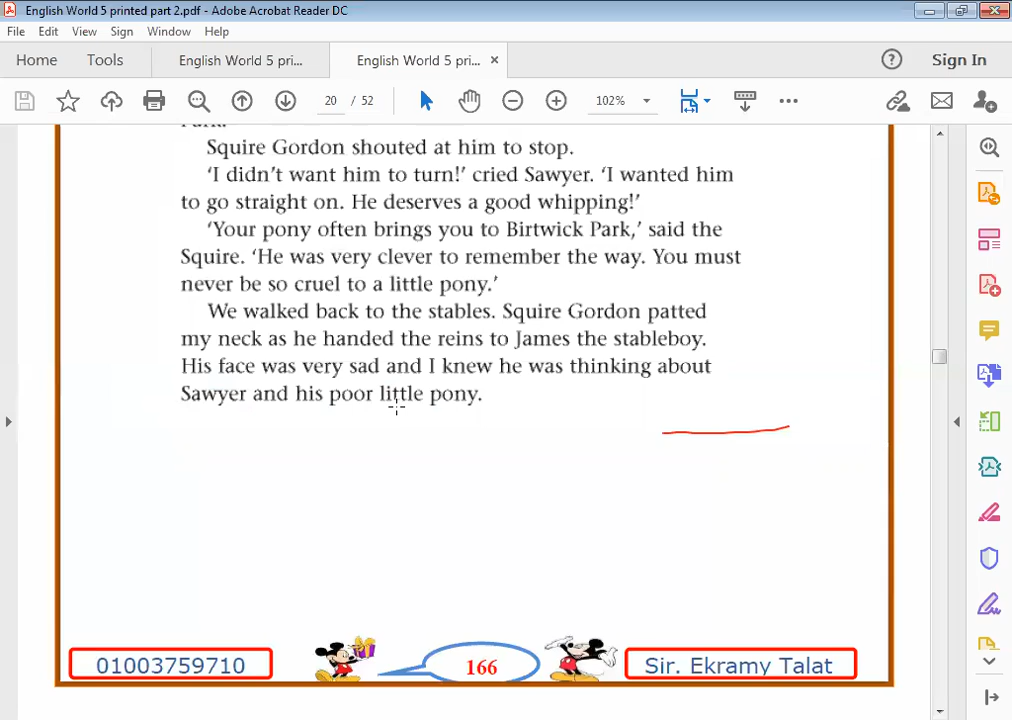 English World 5 printed part 2.pdf - Adobe Acrobat Reader DC
File Edit View Sign Window Help
Home Tools English World 5 pri... English World 5 pri... × Sign In
20 / 52 102%
Park.
Squire Gordon shouted at him to stop.
‘I didn’t want him to turn!’ cried Sawyer. ‘I wanted him
to go straight on. He deserves a good whipping!’
‘Your pony often brings you to Birtwick Park,’ said the
Squire. ‘He was very clever to remember the way. You must
never be so cruel to a little pony.’
We walked back to the stables. Squire Gordon patted
my neck as he handed the reins to James the stableboy.
His face was very sad and I knew he was thinking about
Sawyer and his poor little pony.
01003759710 166 Sir. Ekramy Talat